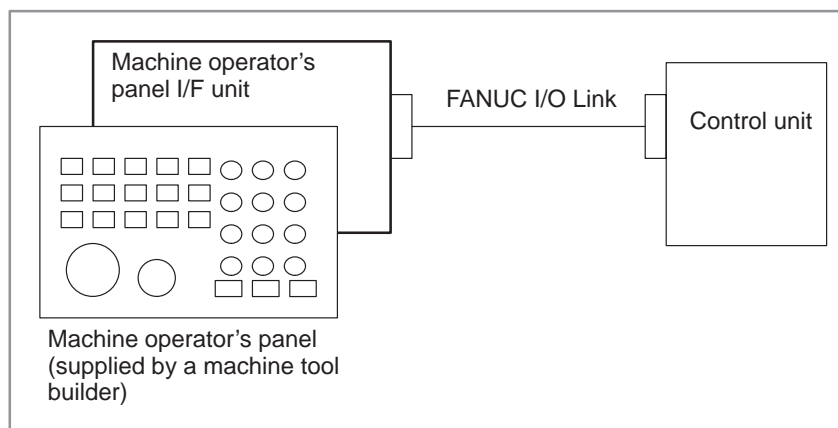 Machine operator’s
panel I/F unit
FANUC I/O Link
Control unit
Machine operator’s panel
(supplied by a machine tool
builder)